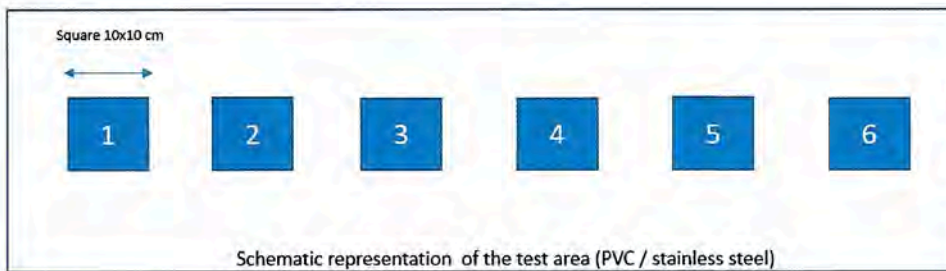 Square 10x10 cm
1 2 3 4 5 6
Schematic representation of the test area (PVC / stainless steel)